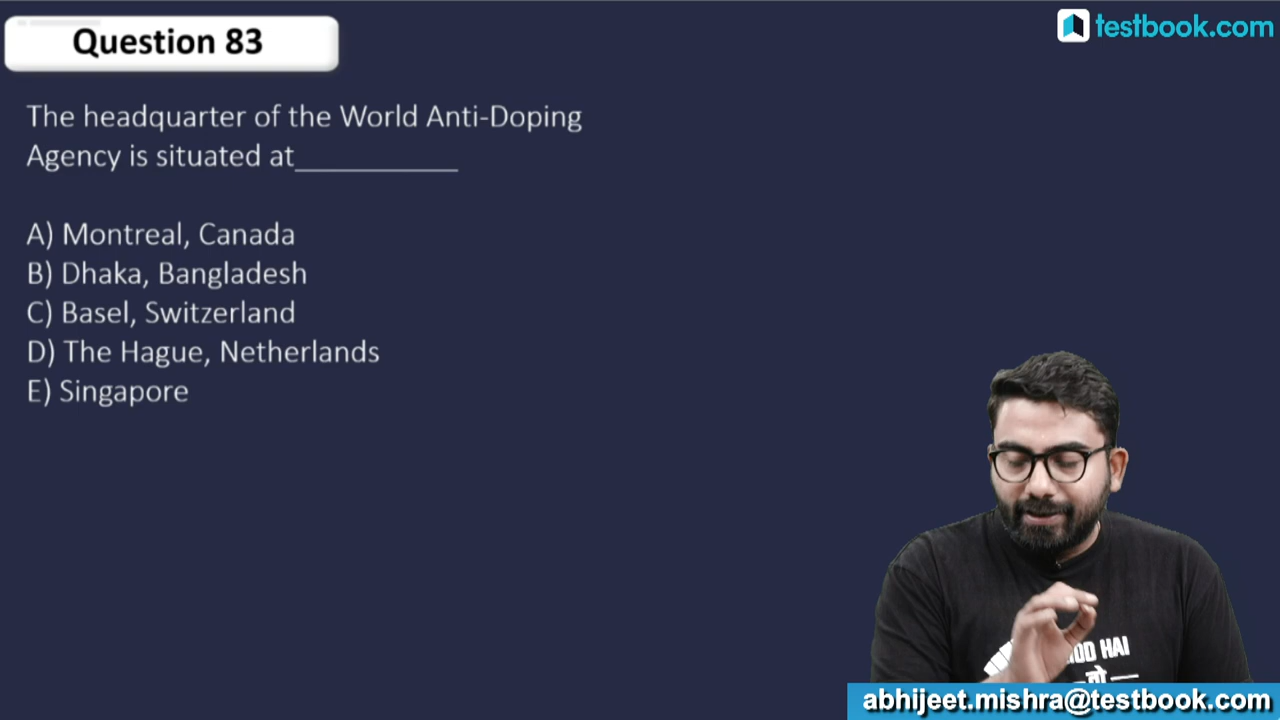 Question 83
testbook.com
The headquarter of the World Anti-Doping
Agency is situated at___________
A) Montreal, Canada
B) Dhaka, Bangladesh
C) Basel, Switzerland
D) The Hague, Netherlands
E) Singapore
HAI
तो
abhijeet.mishra@testbook.com